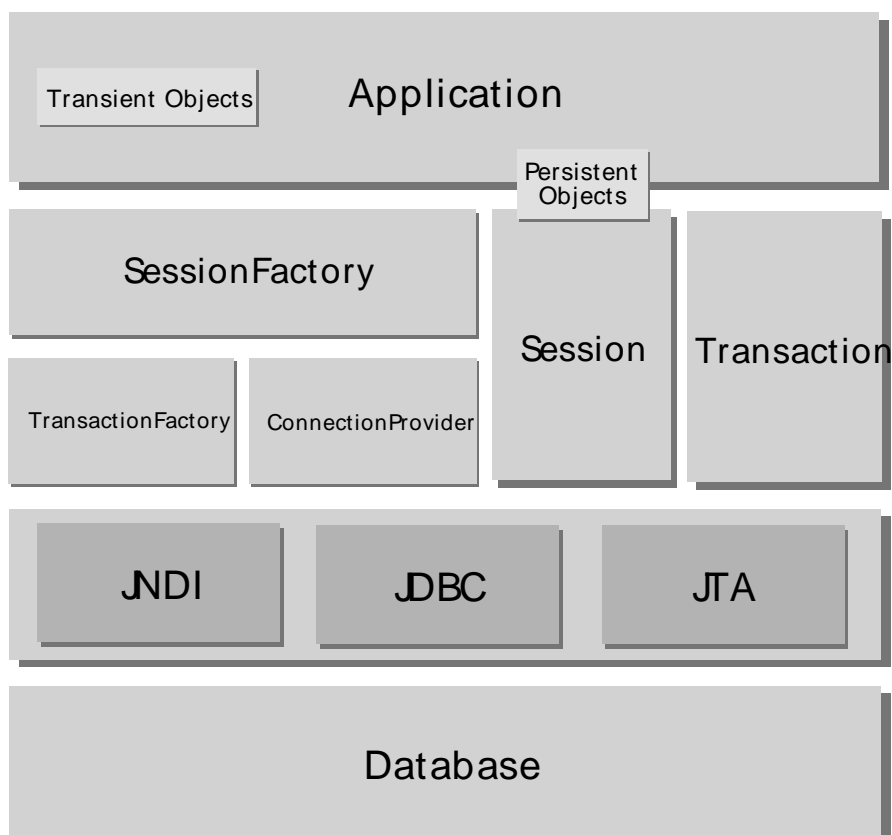 Application
Transient Objects
Persistent
Objects
SessionFactory
Session
Transaction
TransactionFactory
ConnectionProvider
JNDI
JDBC
JTA
Database